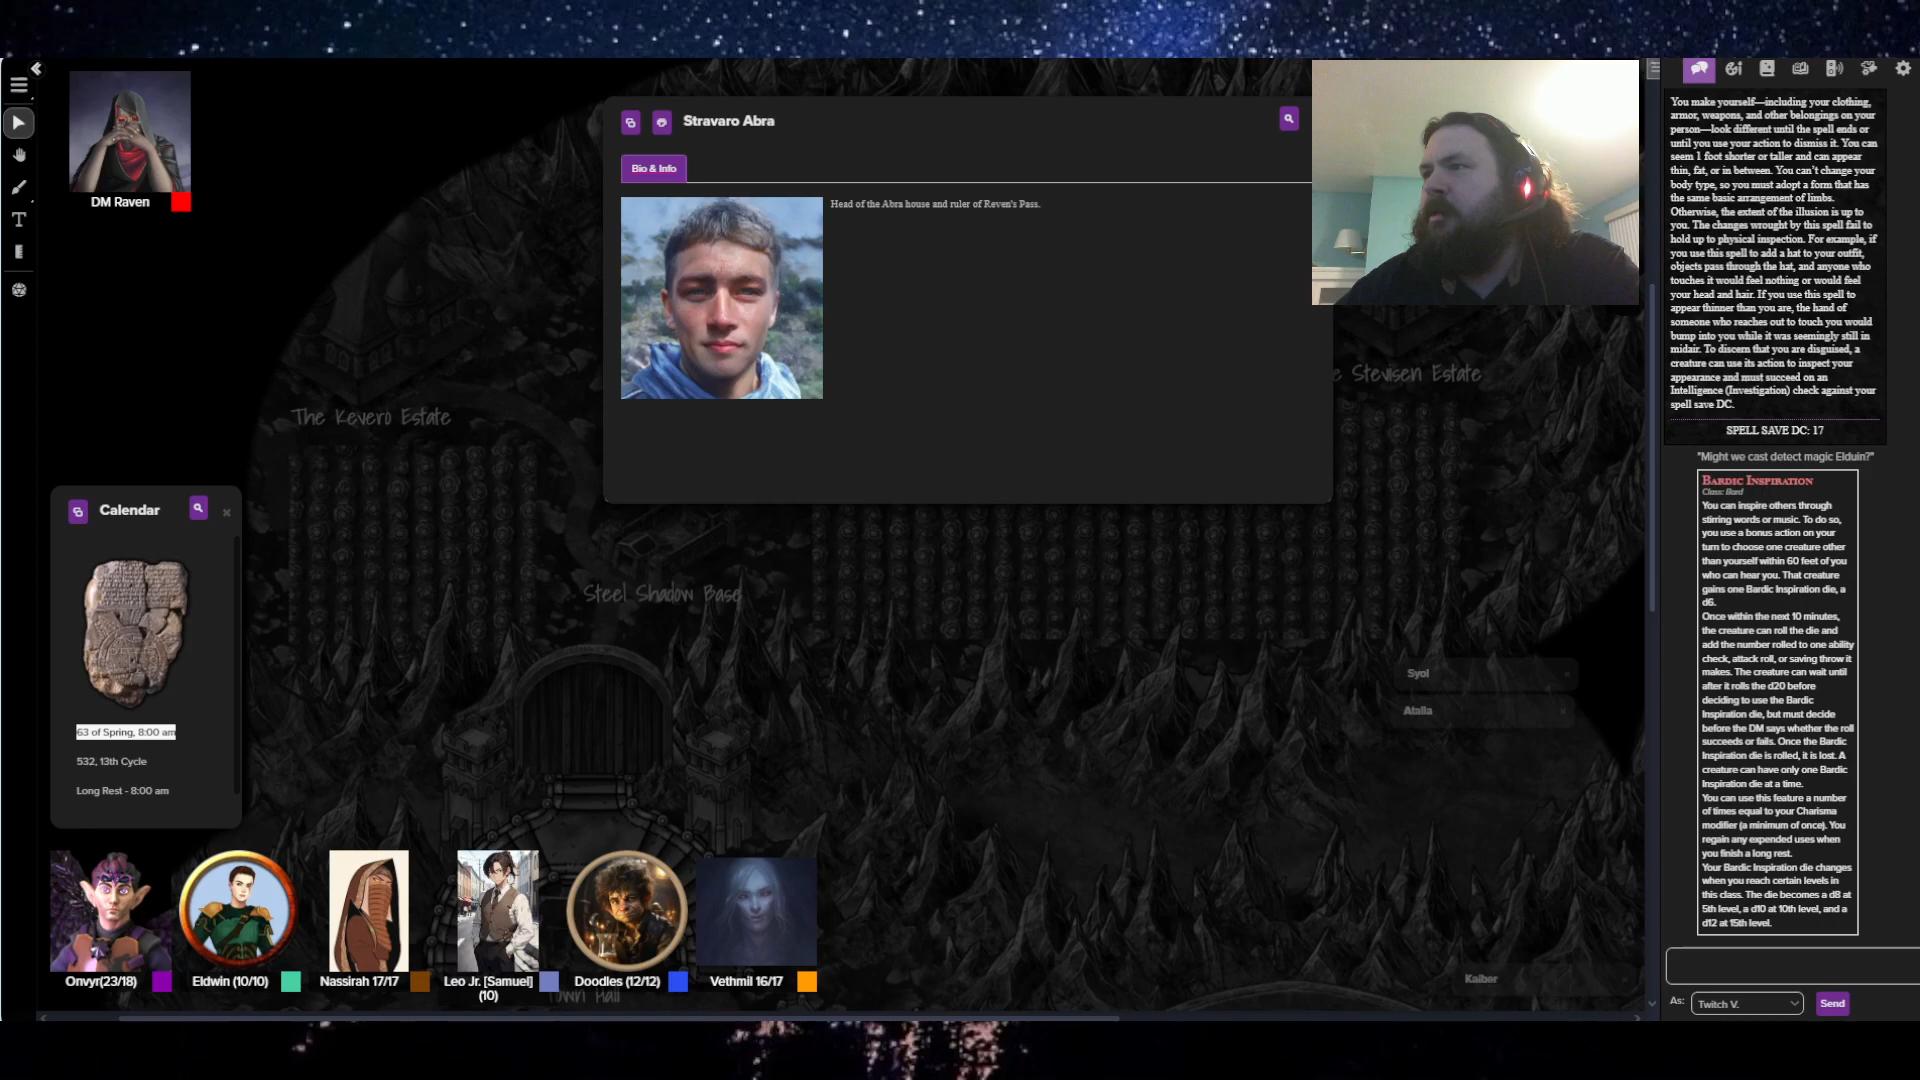 DM Raven
Stravaro Abra
Bio & Info
Head of the Abra house and ruler of Reven's Pass.
The Kevero Estate
Stevisen Estate
Steel Shadow Base
Calendar
63 of Spring, 8:00 am
532, 13th Cycle
Long Rest - 8:00 am
Syol
Atalla
Kaiber
Town Hall
Onvyr(23/18)
Eldwin (10/10)
Nassirah 17/17
Leo Jr. [Samuel]
(10)
Doodles (12/12)
Vethmil 16/17
You make yourself—including your clothing,
armor, weapons, and other belongings on your
person—look different until the spell ends or
until you use your action to dismiss it. You can
seem 1 foot shorter or taller and can appear
thin, fat, or in between. You can't change your
body type, so you must adopt a form that has
the same basic arrangement of limbs.
Otherwise, the extent of the illusion is up to
you. The changes wrought by this spell fail to
hold up to physical inspection. For example, if
you use this spell to add a hat to your outfit,
objects pass through the hat, and anyone who
touches it would feel nothing or would feel
your head and hair. If you use this spell to
appear thinner than you are, the hand of
someone who reaches out to touch you would
bump into you while it was seemingly still in
midair. To discern that you are disguised, a
creature can use its action to inspect your
appearance and must succeed on an
Intelligence (Investigation) check against your
spell save DC.
SPELL SAVE DC: 17
"Might we cast detect magic Elduin?"
Bardic Inspiration
Class: Bard
You can inspire others through
stirring words or music. To do so,
you use a bonus action on your
turn to choose one creature other
than yourself within 60 feet of you
who can hear you. That creature
gains one Bardic Inspiration die, a
d6.
Once within the next 10 minutes,
the creature can roll the die and
add the number rolled to one ability
check, attack roll, or saving throw it
makes. The creature can wait until
after it rolls the d20 before
deciding to use the Bardic
Inspiration die, but must decide
before the DM says whether the roll
succeeds or fails. Once the Bardic
Inspiration die is rolled, it is lost. A
creature can have only one Bardic
Inspiration die at a time.
You can use this feature a number
of times equal to your Charisma
modifier (a minimum of once). You
regain any expended uses when
you finish a long rest.
Your Bardic Inspiration die changes
when you reach certain levels in
this class. The die becomes a d8 at
5th level, a d10 at 10th level, and a
d12 at 15th level.
As:
Twitch V.
Send